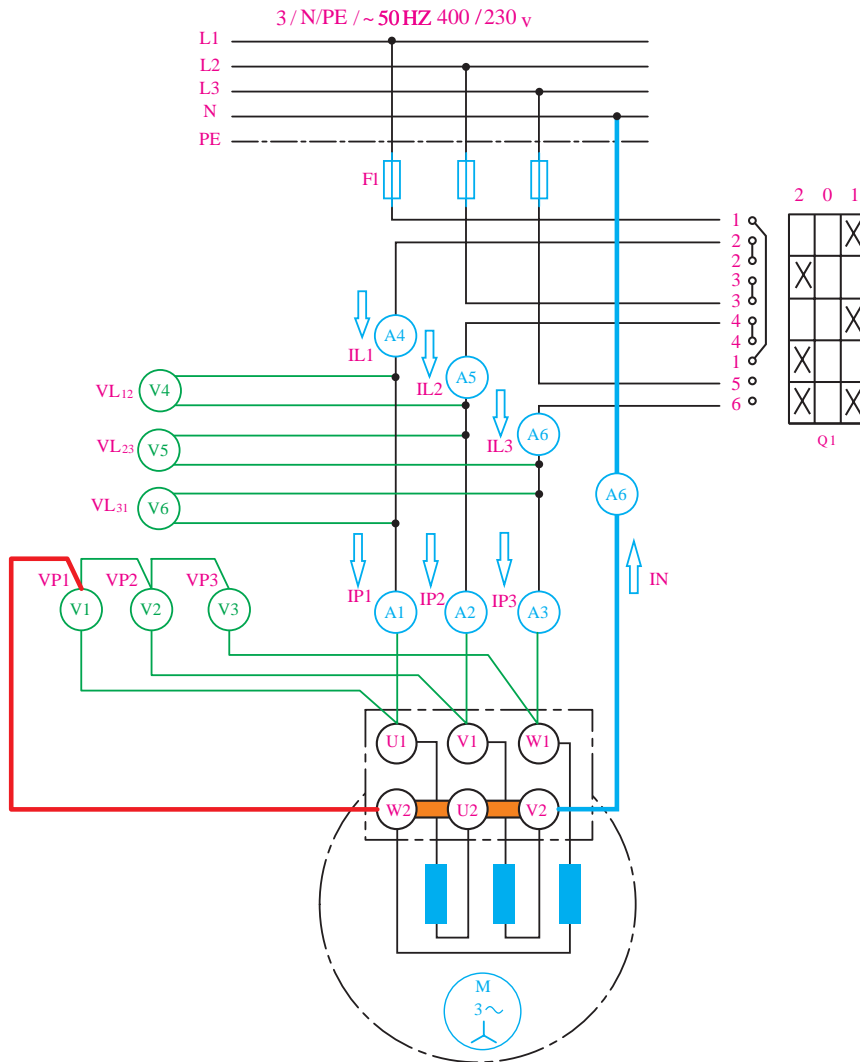 3 / N/PE / ~ 50 HZ 400 / 230 v
L1
L2
L3
N
PE
F1
2 0 1
1
2
2
3
3
4
4
1
5
6
Q1
A4
IL1
A5
IL2
A6
IL3
VL12 V4
VL23 V5
VL31 V6
A6
IN
VP1 VP2 VP3
V1 V2 V3
IP1 IP2 IP3
A1 A2 A3
U1 V1 W1
W2 U2 V2
M
3~